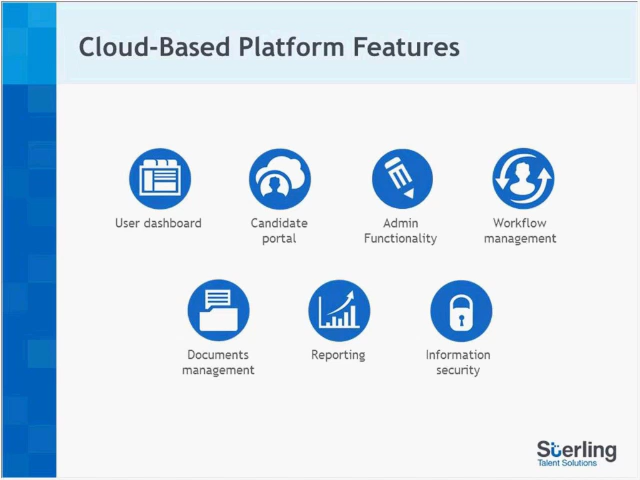 Cloud-Based Platform Features
User dashboard
Candidate
portal
Admin
Functionality
Workflow
management
Documents
management
Reporting
Information
security
Sterling
Talent Solutions